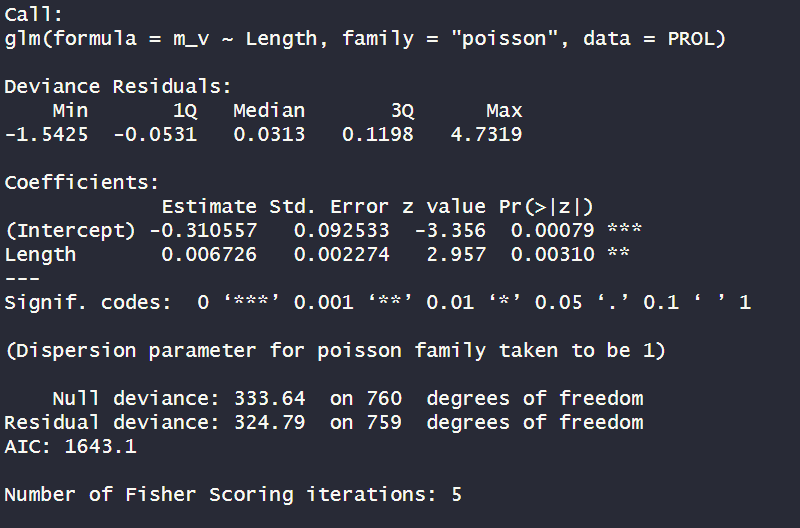 Call:
glm(formula = m_v ~ Length, family = "poisson", data = PROL)
Deviance Residuals:
    Min       1Q   Median       3Q      Max
-1.5425  -0.0531   0.0313   0.1198   4.7319
Coefficients:
             Estimate Std. Error z value Pr(>|z|)
(Intercept) -0.310557   0.092533  -3.356  0.00079 ***
Length       0.006726   0.002274   2.957  0.00310 **
---
Signif. codes:  0 ‘***’ 0.001 ‘**’ 0.01 ‘*’ 0.05 ‘.’ 0.1 ‘ ’ 1
(Dispersion parameter for poisson family taken to be 1)
    Null deviance: 333.64  on 760  degrees of freedom
Residual deviance: 324.79  on 759  degrees of freedom
AIC: 1643.1
Number of Fisher Scoring iterations: 5